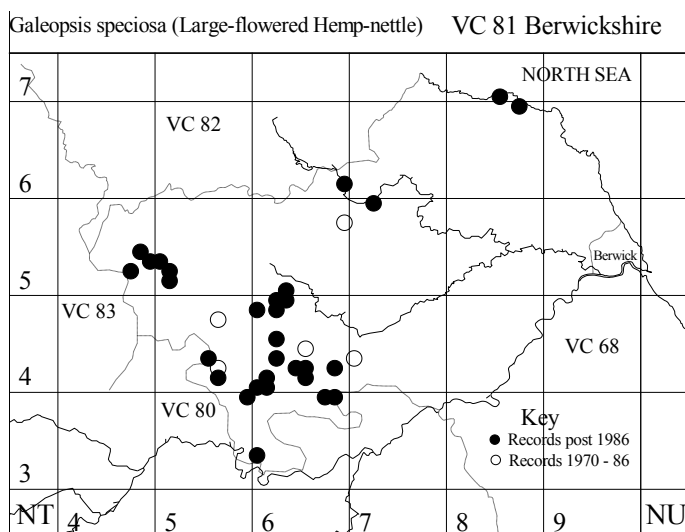 Galeopsis speciosa (Large-flowered Hemp-nettle) VC 81 Berwickshire
NORTH SEA
7
VC 82
6
Berwick
5
VC 83
VC 68
4
VC 80
Key
Records post 1986
Records 1970 - 86
3
NT 4 5 6 7 8 9 NU